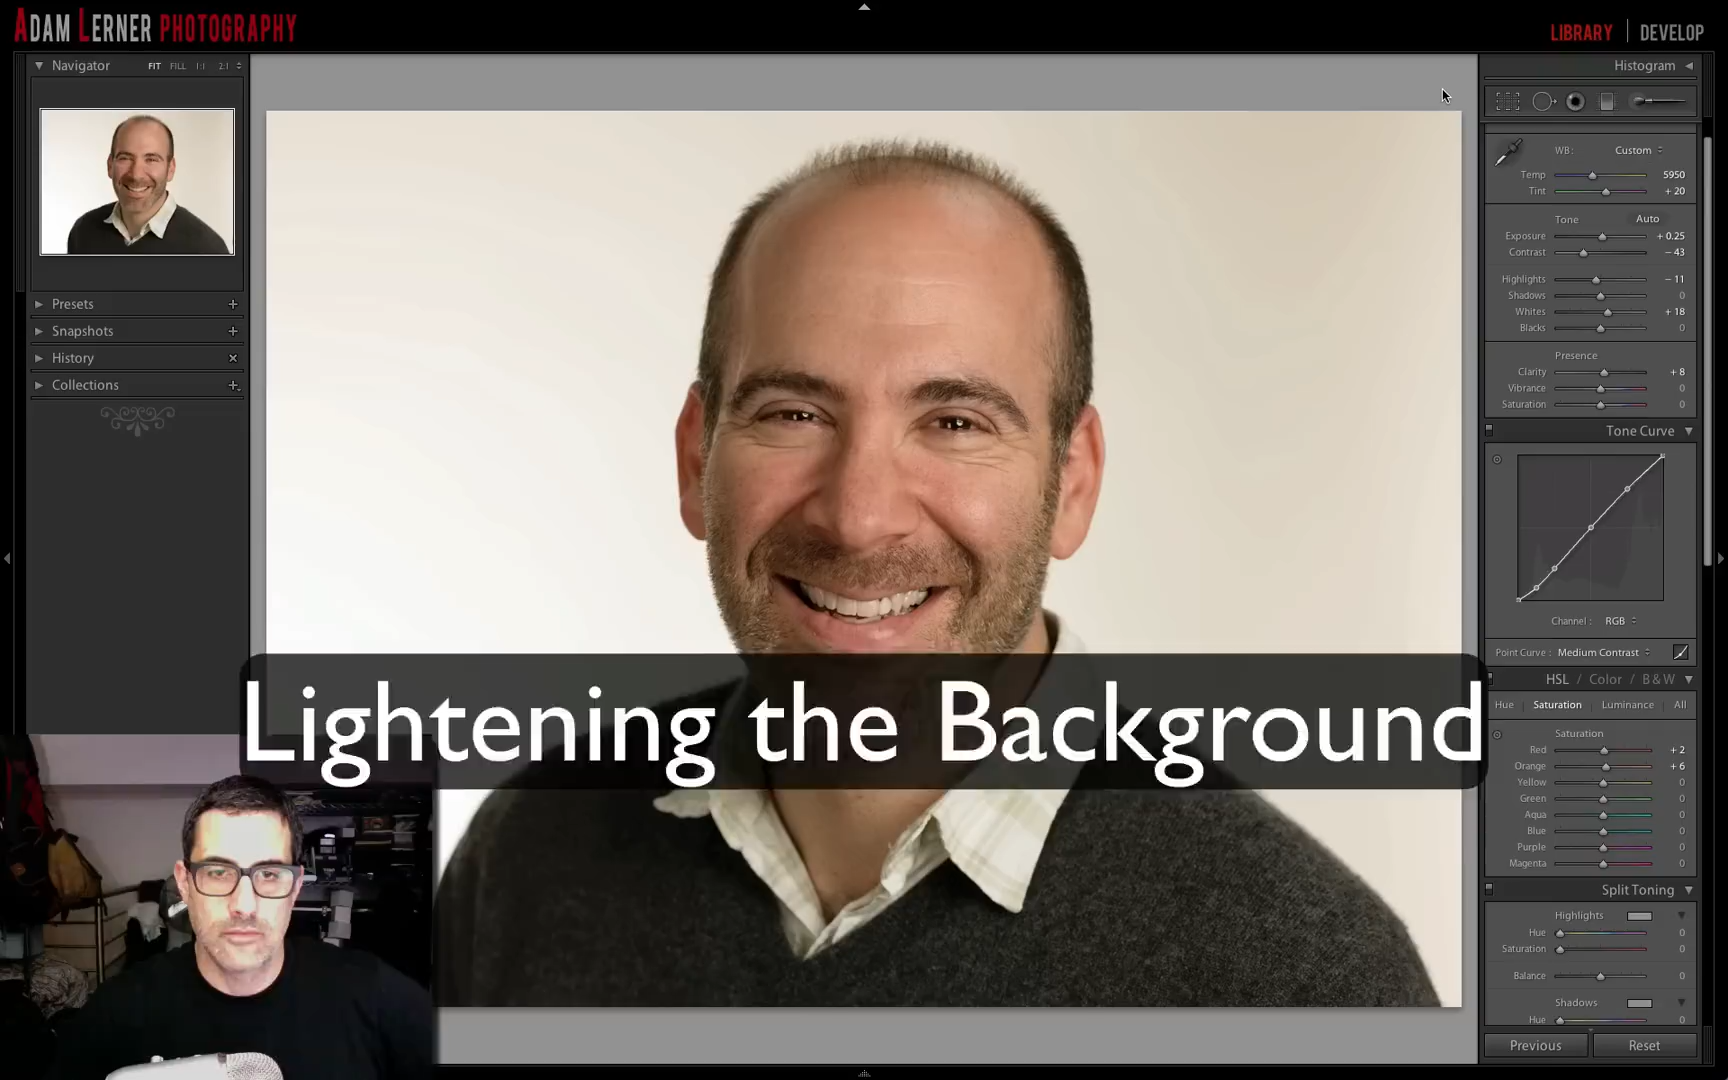 ADAM LERNER PHOTOGRAPHY
LIBRARY | DEVELOP
Navigator FIT FILL 1:1 2:1
Presets
Snapshots
History
Collections
Histogram
WB: Custom
Temp 5950
Tint + 20
Tone Auto
Exposure + 0.25
Contrast – 43
Highlights – 11
Shadows 0
Whites + 18
Blacks 0
Presence
Clarity + 8
Vibrance 0
Saturation 0
Tone Curve
Channel : RGB
Point Curve : Medium Contrast
HSL / Color / B & W
Hue Saturation Luminance All
Saturation
Red + 2
Orange + 6
Yellow 0
Green 0
Aqua 0
Blue 0
Purple 0
Magenta 0
Split Toning
Highlights
Hue 0
Saturation 0
Balance 0
Shadows
Hue 0
Previous Reset
Lightening the Background